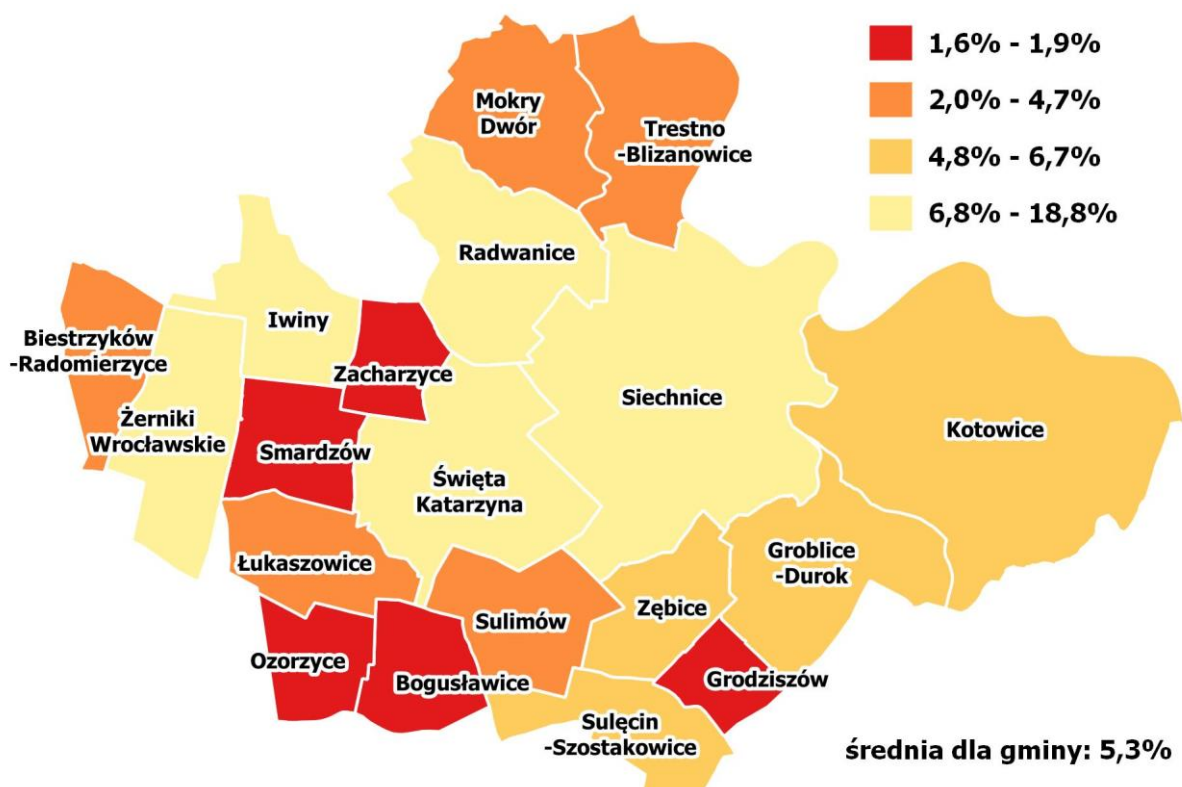 1,6% - 1,9%
2,0% - 4,7%
4,8% - 6,7%
6,8% - 18,8%
Mokry
Dwór
Trestno
-Blizanowice
Radwanice
Iwiny
Biestrzyków
-Radomierzyce
Zacharzyce
Żerniki
Wrocławskie
Smardzów
Siechnice
Kotowice
Święta
Katarzyna
Łukaszowice
Groblice
-Durok
Zębice
Sulimów
Ozorzyce
Bogusławice
Grodziszów
Sulęcin
-Szostakowice
średnia dla gminy: 5,3%